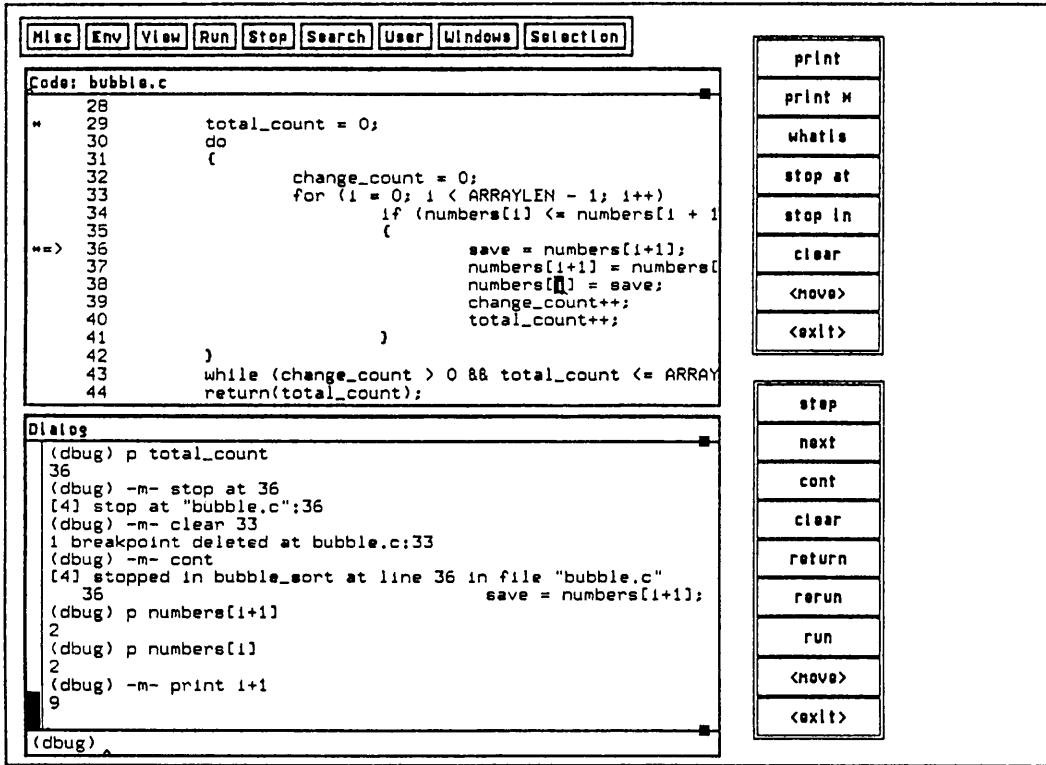 Misc Env View Run Stop Search User Windows Selection
Code: bubble.c
28
* 29 total_count = 0;
30 do
31 {
32 change_count = 0;
33 for (i = 0; i < ARRAYLEN - 1; i++)
34 if (numbers[i] <= numbers[i + 1
35 {
*=> 36 save = numbers[i+1];
37 numbers[i+1] = numbers[
38 numbers[i] = save;
39 change_count++;
40 total_count++;
41 }
42 }
43 while (change_count > 0 && total_count <= ARRAY
44 return(total_count);
Dialog
(dbug) p total_count
36
(dbug) -m- stop at 36
[4] stop at "bubble.c":36
(dbug) -m- clear 33
1 breakpoint deleted at bubble.c:33
(dbug) -m- cont
[4] stopped in bubble_sort at line 36 in file "bubble.c"
36 save = numbers[i+1];
(dbug) p numbers[i+1]
2
(dbug) p numbers[i]
2
(dbug) -m- print i+1
9
(dbug)
print
print *
whatis
stop at
stop in
clear
<move>
<exit>
step
next
cont
clear
return
rerun
run
<move>
<exit>